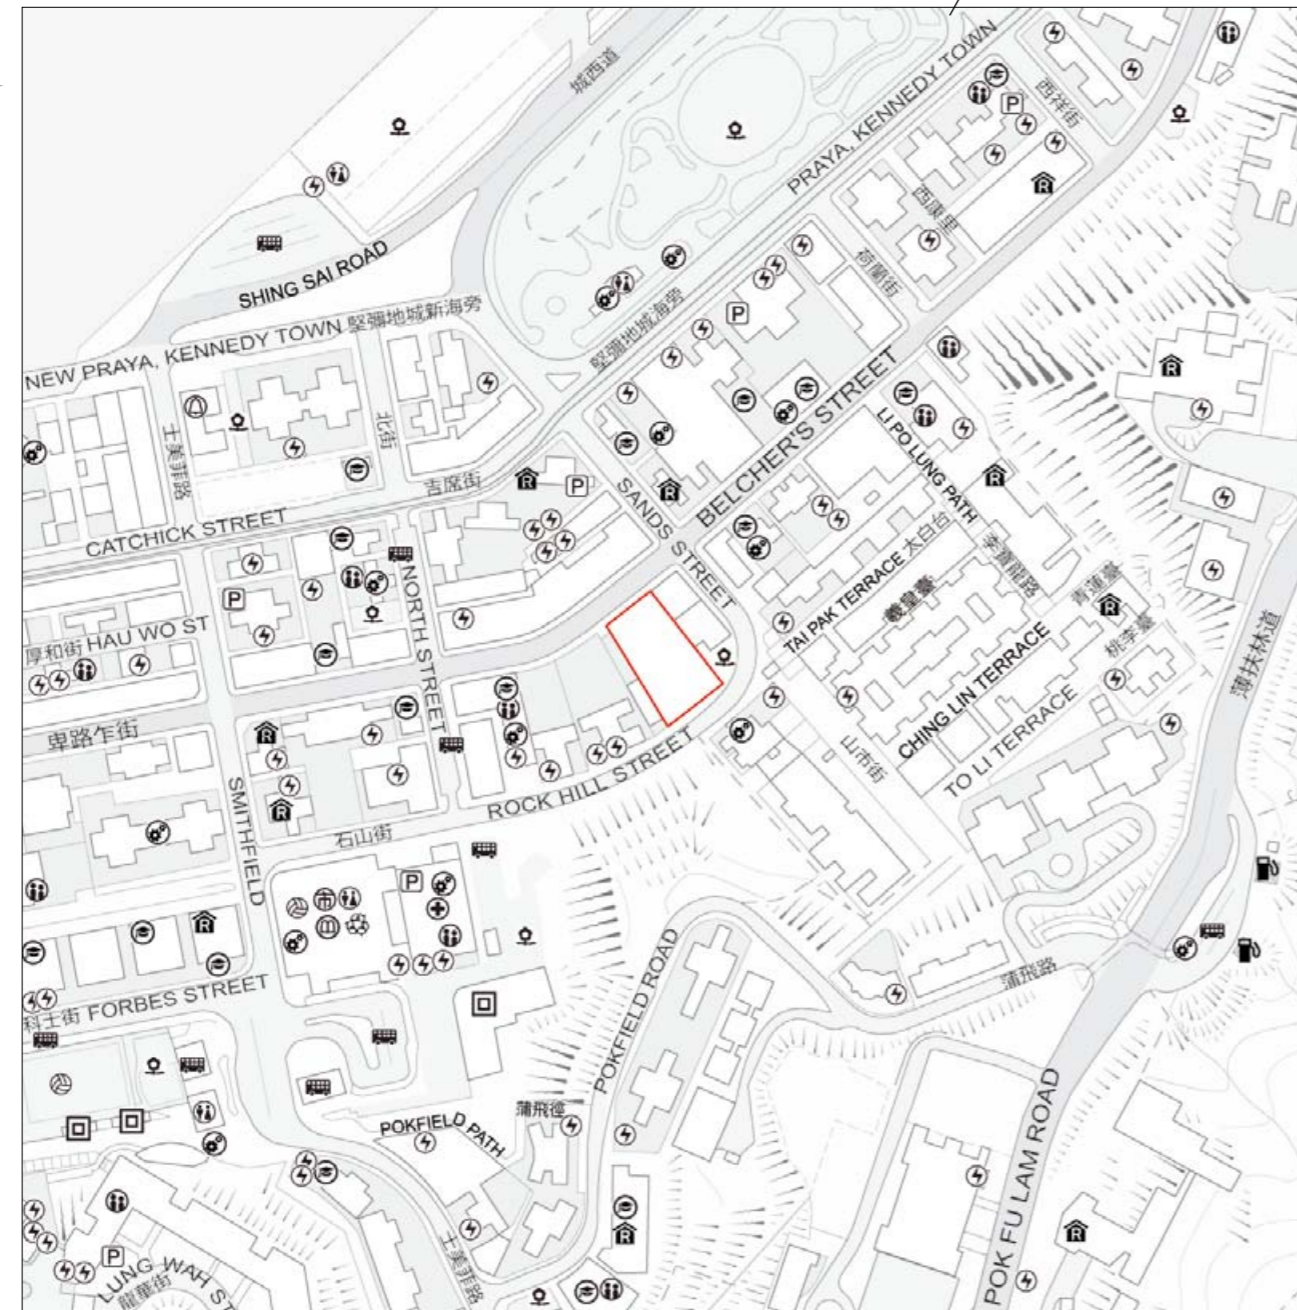 城西道
PRAYA, KENNEDY TOWN
西祥街
西康里
荷蘭街
SHING SAI ROAD
堅彌地城新海旁
NEW PRAYA, KENNEDY TOWN
堅彌地城海旁
士美菲路
北街
吉席街
CATCHICK STREET
SANDS STREET
BELCHER'S STREET
LI PO LUNG PATH
李寶龍路
太白台
TAI PAK TERRACE
羲皇臺
青蓮臺
桃李臺
CHING LIN TERRACE
TO LI TERRACE
山市街
薄扶林道
厚和街 HAU WO ST
NORTH STREET
卑路乍街
SMITHFIELD
ROCK HILL STREET
石山街
科士街 FORBES STREET
POKFIELD ROAD
蒲飛路
POKFIELD PATH
蒲飛徑
POK FU LAM ROAD
士美菲路
LUNG WAH ST
龍華街
P
P
P
P
P
P
R
R
R
R
R
R
R
R
R
R
R
市